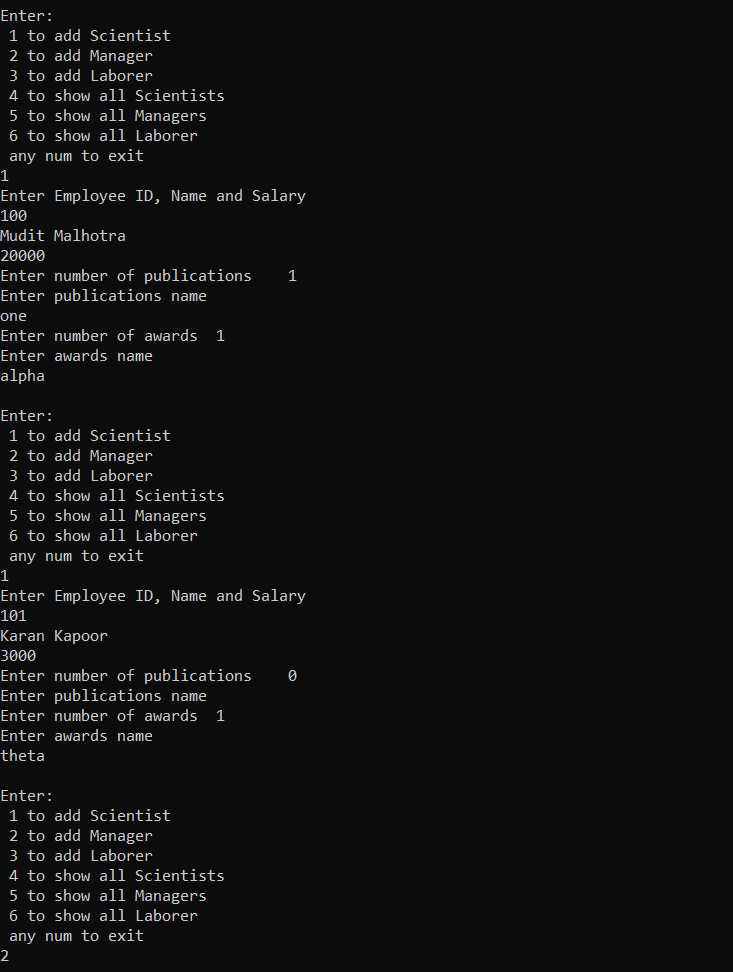 Enter:
 1 to add Scientist
 2 to add Manager
 3 to add Laborer
 4 to show all Scientists
 5 to show all Managers
 6 to show all Laborer
 any num to exit
1
Enter Employee ID, Name and Salary
100
Mudit Malhotra
20000
Enter number of publications    1
Enter publications name
one
Enter number of awards  1
Enter awards name
alpha

Enter:
 1 to add Scientist
 2 to add Manager
 3 to add Laborer
 4 to show all Scientists
 5 to show all Managers
 6 to show all Laborer
 any num to exit
1
Enter Employee ID, Name and Salary
101
Karan Kapoor
3000
Enter number of publications    0
Enter publications name
Enter number of awards  1
Enter awards name
theta

Enter:
 1 to add Scientist
 2 to add Manager
 3 to add Laborer
 4 to show all Scientists
 5 to show all Managers
 6 to show all Laborer
 any num to exit
2